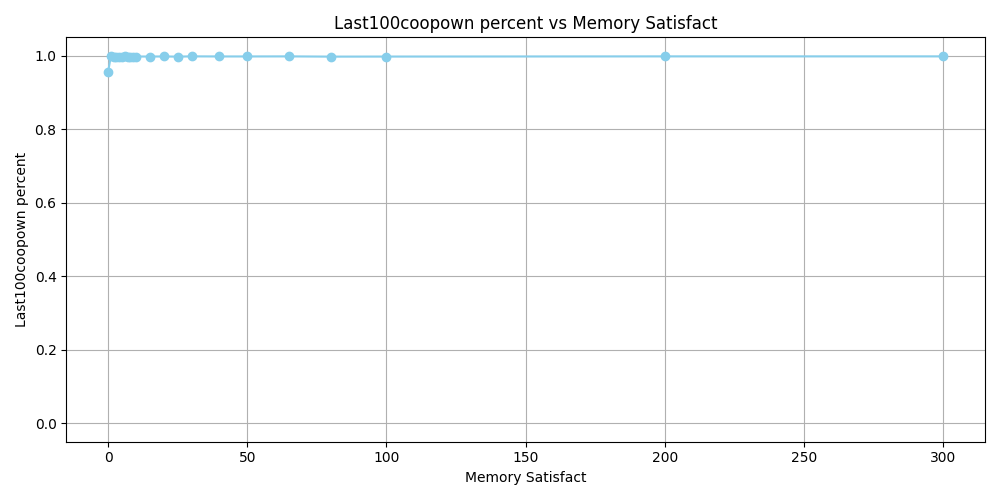 Last100coopown percent vs Memory Satisfact
1.0
0.8
0.6
0.4
0.2
0.0
Last100coopown percent
0 50 100 150 200 250 300
Memory Satisfact